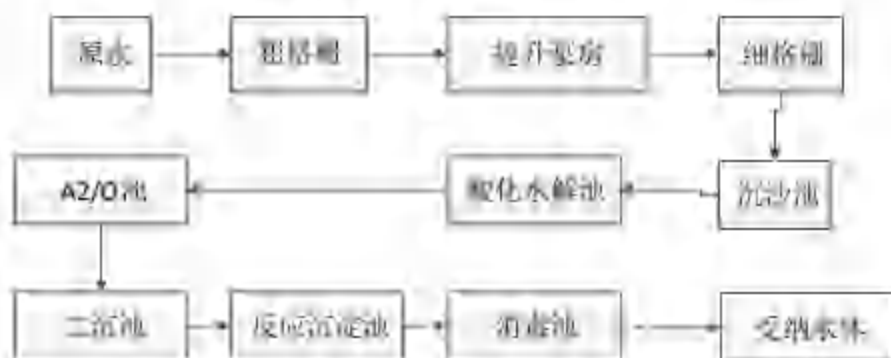 原水 粗格栅 提升泵房 细格栅
A2/O池 酸化水解池 沉沙池
二沉池 反应沉淀池 消毒池 受纳水体